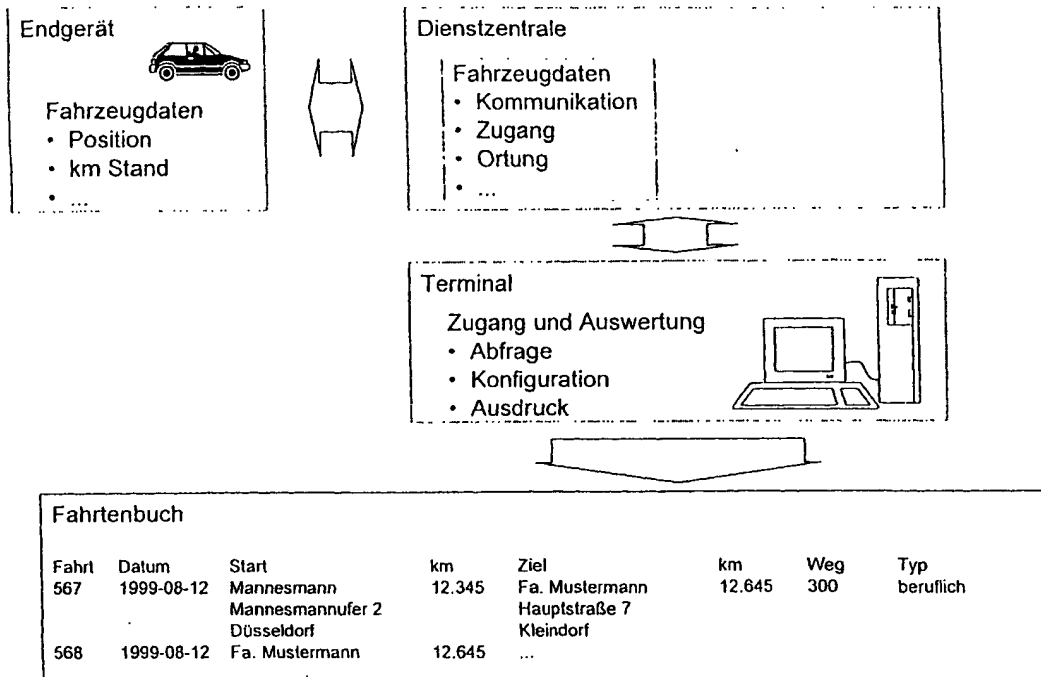 Endgerät
Fahrzeugdaten
• Position
• km Stand
• ...
Dienstzentrale
Fahrzeugdaten
• Kommunikation
• Zugang
• Ortung
• ...
Terminal
Zugang und Auswertung
• Abfrage
• Konfiguration
• Ausdruck
Fahrtenbuch
Fahrt Datum Start km Ziel km Weg Typ
567 1999-08-12 Mannesmann 12.345 Fa. Mustermann 12.645 300 beruflich
Mannesmannufer 2 Hauptstraße 7
Düsseldorf Kleindorf
568 1999-08-12 Fa. Mustermann 12.645 ...